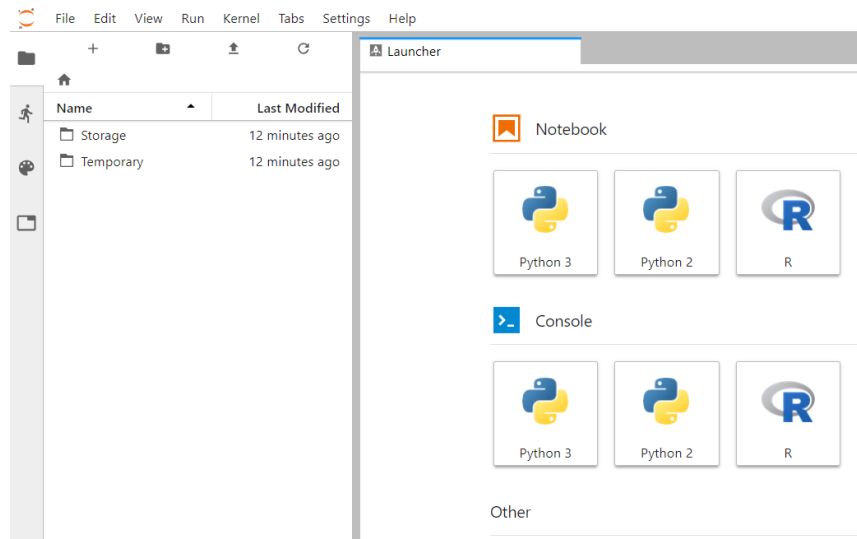 File Edit View Run Kernel Tabs Settings Help
Launcher
Name Last Modified
Storage 12 minutes ago
Temporary 12 minutes ago
Notebook
Python 3 Python 2 R
Console
Python 3 Python 2 R
Other